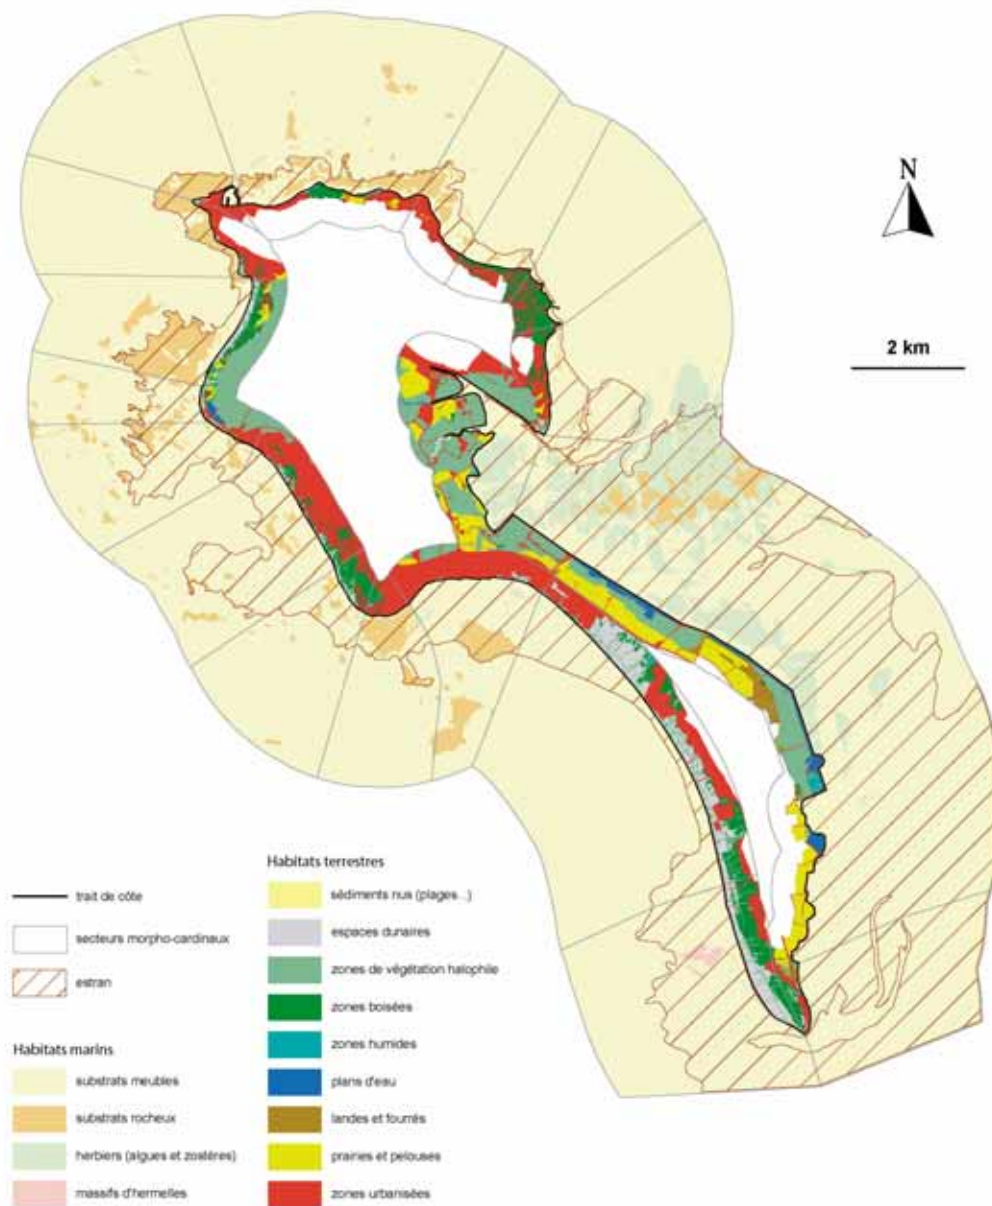 N
2 km
trait de côte
secteurs morpho-cardinaux
estran
Habitats marins
substrats meubles
substrats rocheux
herbiers (algues et zostères)
massifs d'hermelles
Habitats terrestres
sédiments nus (plages...)
espaces dunaires
zones de végétation halophile
zones boisées
zones humides
plans d'eau
landes et fourrés
prairies et pelouses
zones urbanisées